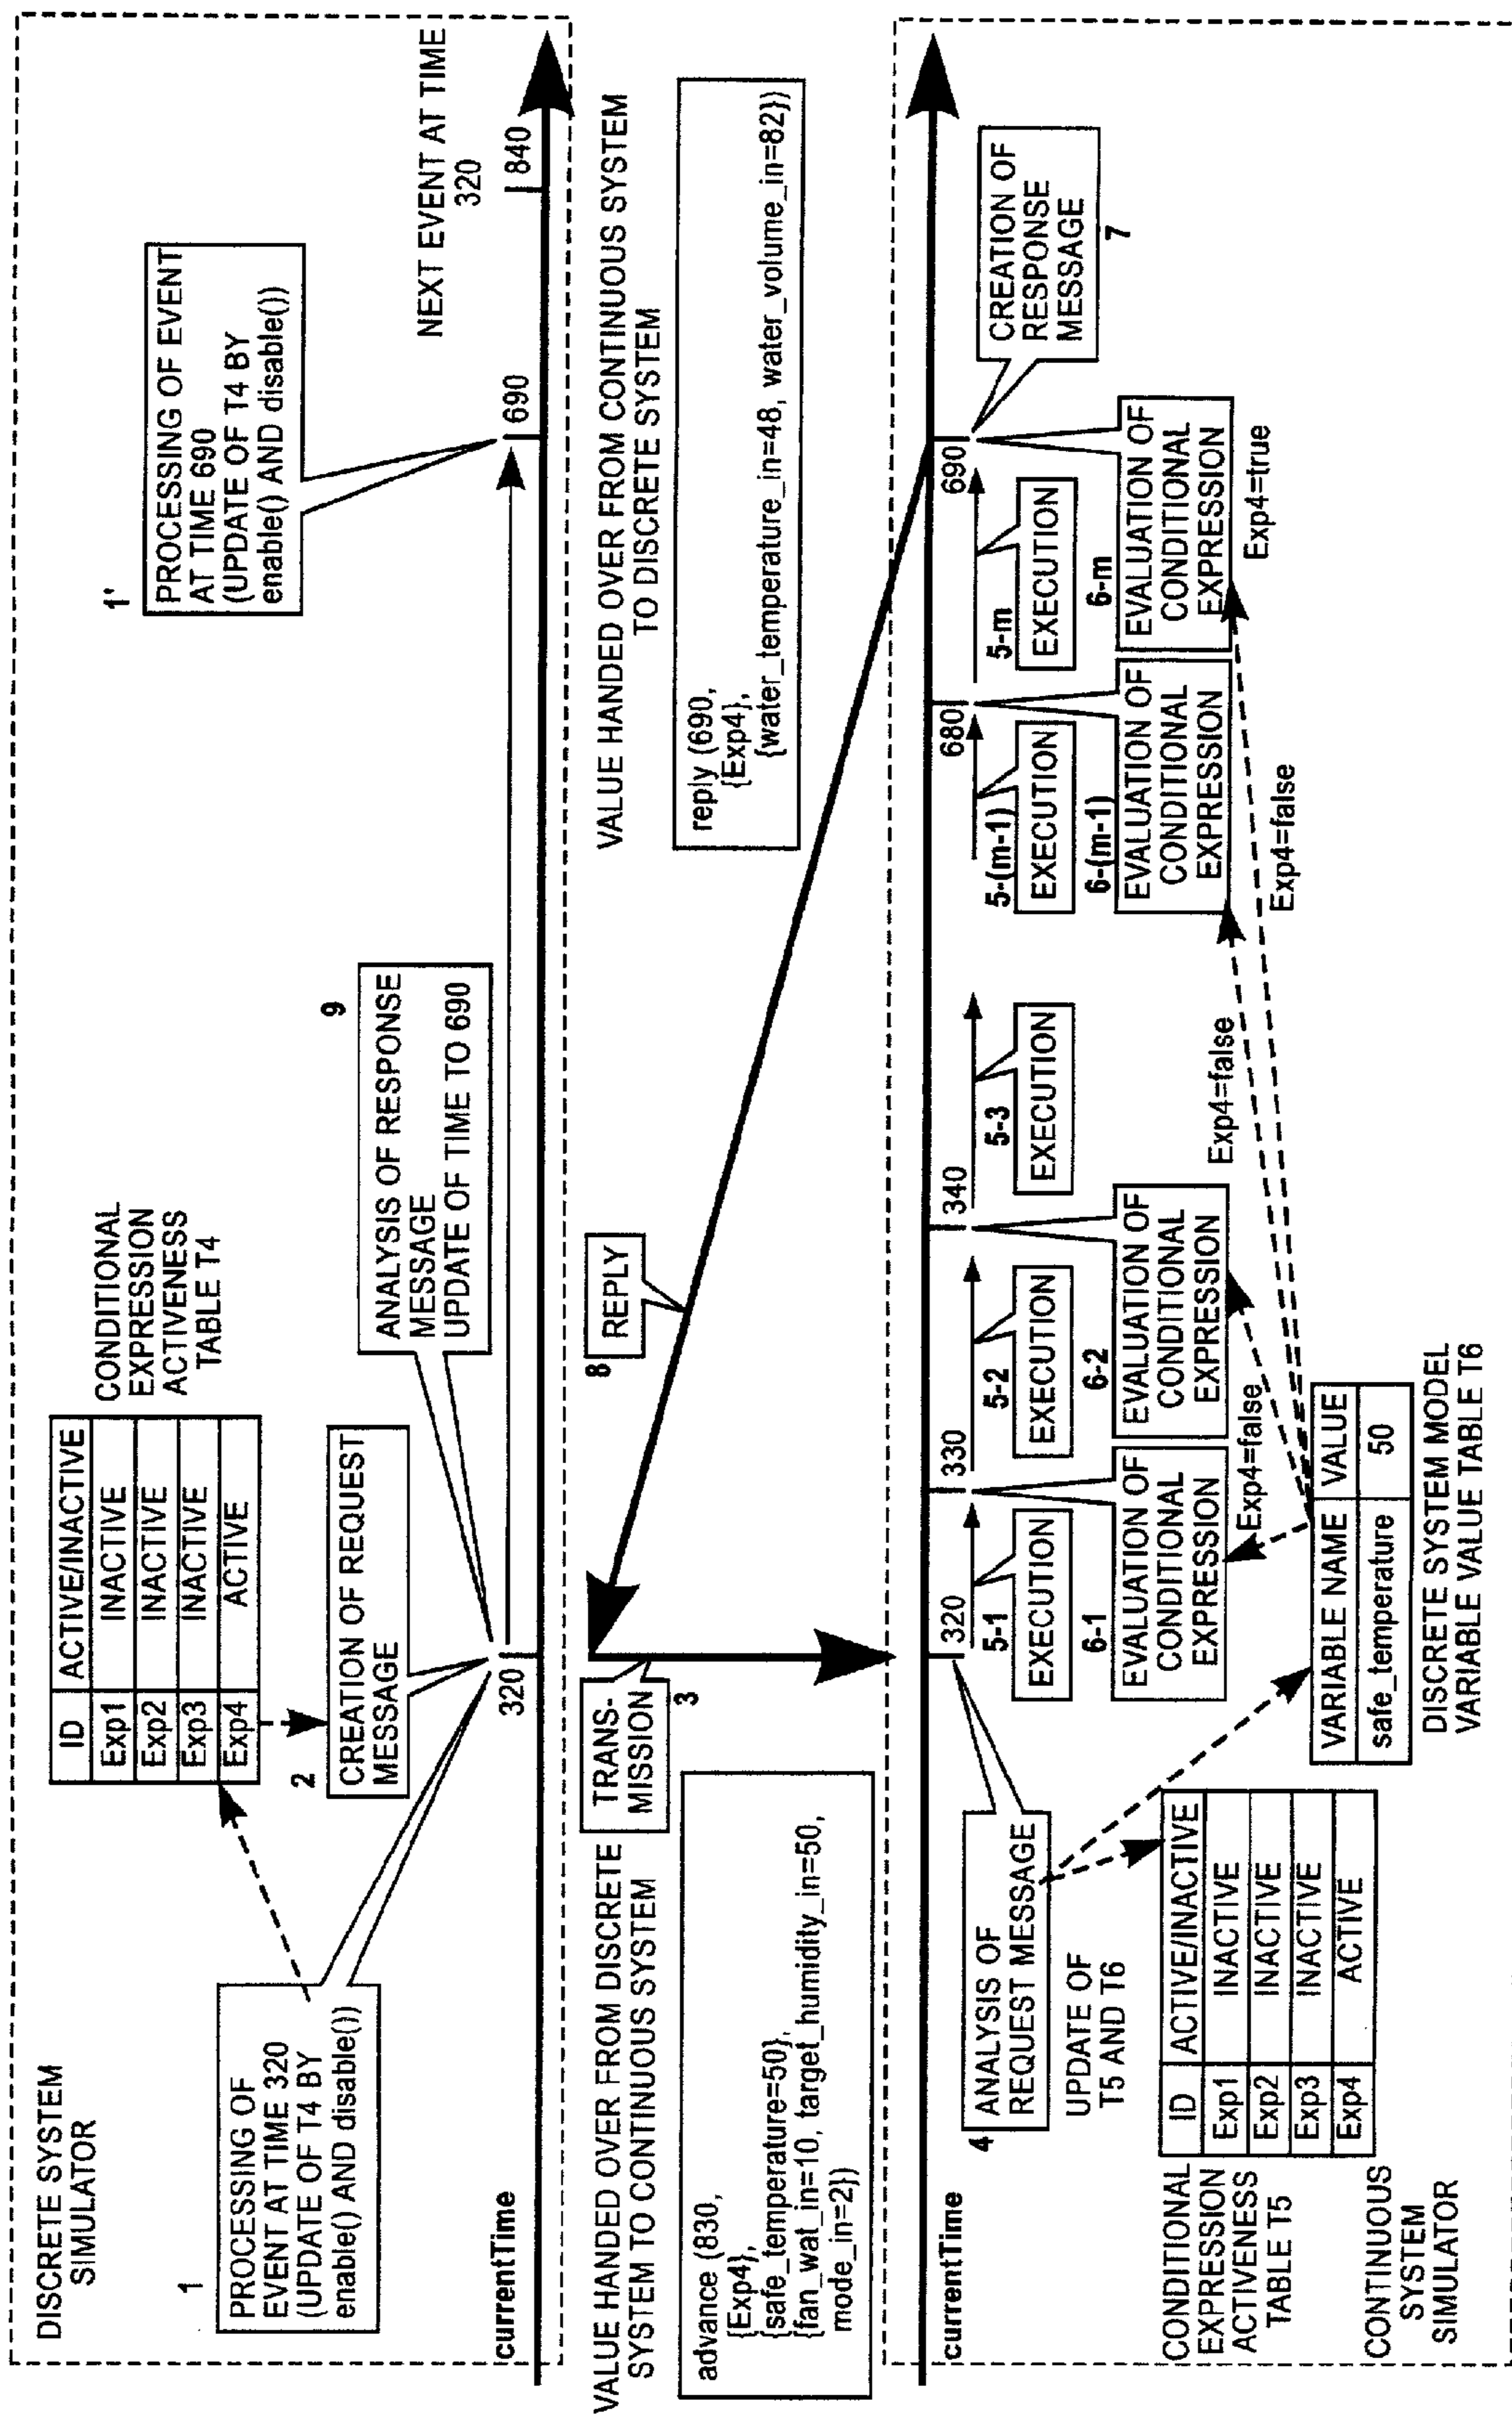 DISCRETE SYSTEM
SIMULATOR
1
PROCESSING OF
EVENT AT TIME 320
(UPDATE OF T4 BY
enable() AND disable())
ID ACTIVE/INACTIVE
Exp1 INACTIVE
Exp2 INACTIVE
Exp3 INACTIVE
Exp4 ACTIVE
CONDITIONAL
EXPRESSION
ACTIVENESS
TABLE T4
2
CREATION OF REQUEST
MESSAGE
9
ANALYSIS OF RESPONSE
MESSAGE
UPDATE OF TIME TO 690
1'
PROCESSING OF EVENT
AT TIME 690
(UPDATE OF T4 BY
enable() AND disable())
NEXT EVENT AT TIME
320
currentTime
320
690
840
VALUE HANDED OVER FROM DISCRETE
SYSTEM TO CONTINUOUS SYSTEM
advance (830,
{Exp4},
{safe_temperature=50},
{fan_wat_in=10, target_humidity_in=50,
mode_in=2})
TRANS-
MISSION
3
8
REPLY
VALUE HANDED OVER FROM CONTINUOUS SYSTEM
TO DISCRETE SYSTEM
reply (690,
{Exp4},
{water_temperature_in=48, water_volume_in=82})
currentTime
320
330
340
680
690
4
ANALYSIS OF
REQUEST MESSAGE
UPDATE OF
T5 AND T6
5-1
EXECUTION
5-2
EXECUTION
5-3
EXECUTION
5-(m-1)
EXECUTION
5-m
EXECUTION
6-1
EVALUATION OF
CONDITIONAL
EXPRESSION
6-2
EVALUATION OF
CONDITIONAL
EXPRESSION
6-(m-1)
EVALUATION OF
CONDITIONAL
EXPRESSION
6-m
EVALUATION OF
CONDITIONAL
EXPRESSION
CREATION OF
RESPONSE
MESSAGE
7
Exp4=false
Exp4=false
Exp4=false
Exp4=true
CONDITIONAL
EXPRESSION
ACTIVENESS
TABLE T5
ID ACTIVE/INACTIVE
Exp1 INACTIVE
Exp2 INACTIVE
Exp3 INACTIVE
Exp4 ACTIVE
VARIABLE NAME VALUE
safe_temperature 50
DISCRETE SYSTEM MODEL
VARIABLE VALUE TABLE T6
CONTINUOUS
SYSTEM
SIMULATOR